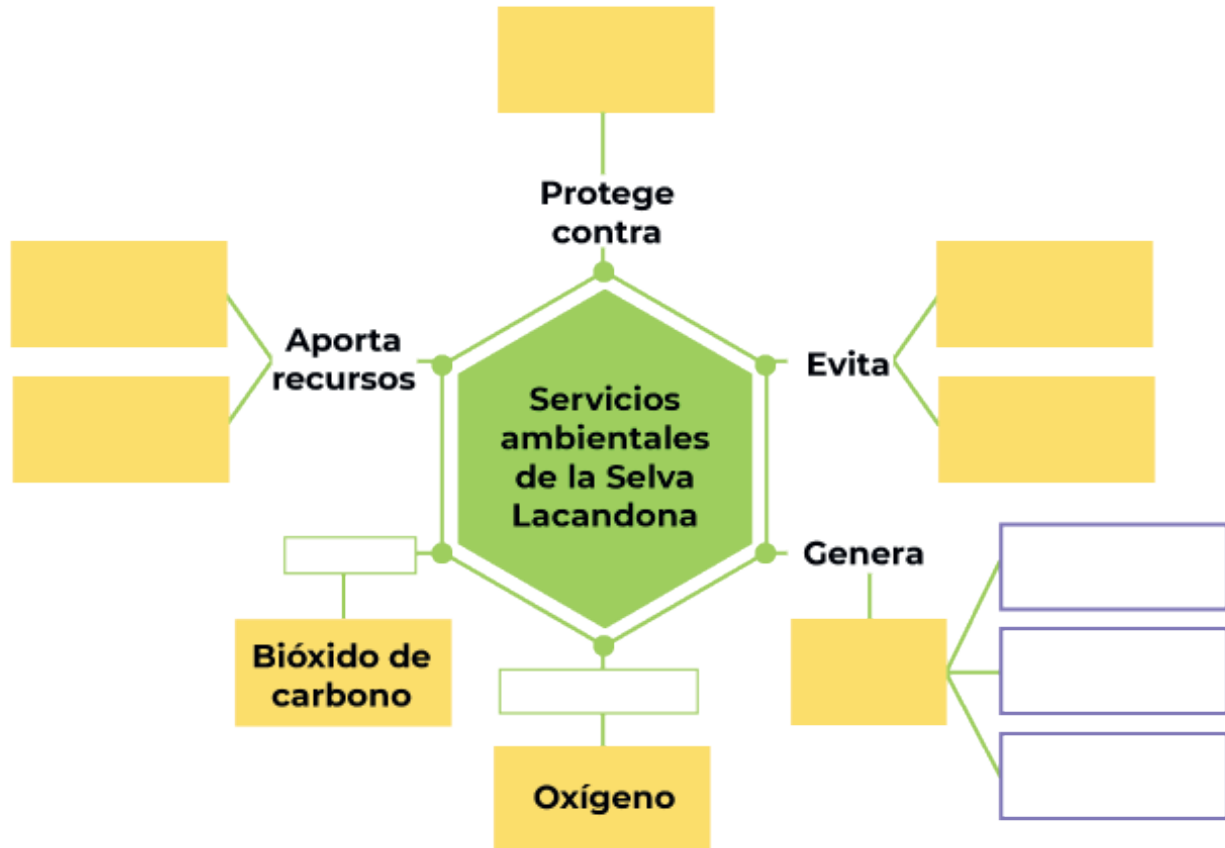 Protege
contra
Aporta
recursos
Evita
Servicios
ambientales
de la Selva
Lacandona
Genera
Bióxido de
carbono
Oxígeno